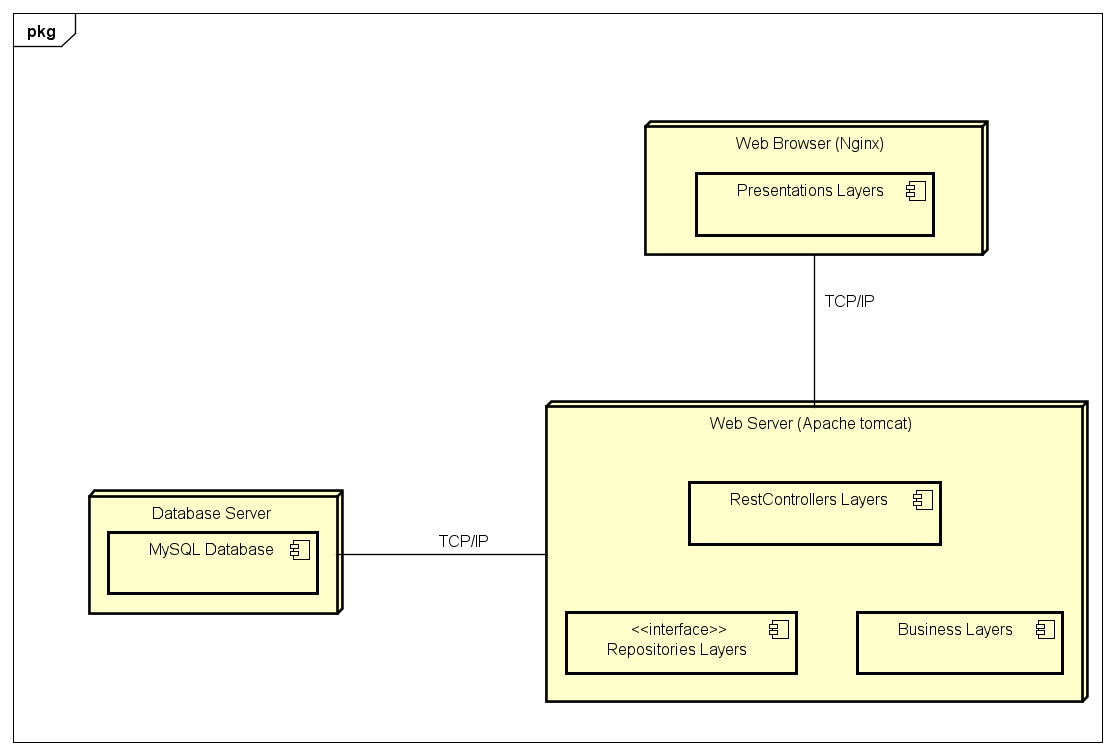 pkg
Web Browser (Nginx)
Presentations Layers
TCP/IP
Web Server (Apache tomcat)
RestControllers Layers
Database Server
MySQL Database
TCP/IP
<<interface>>
Repositories Layers
Business Layers